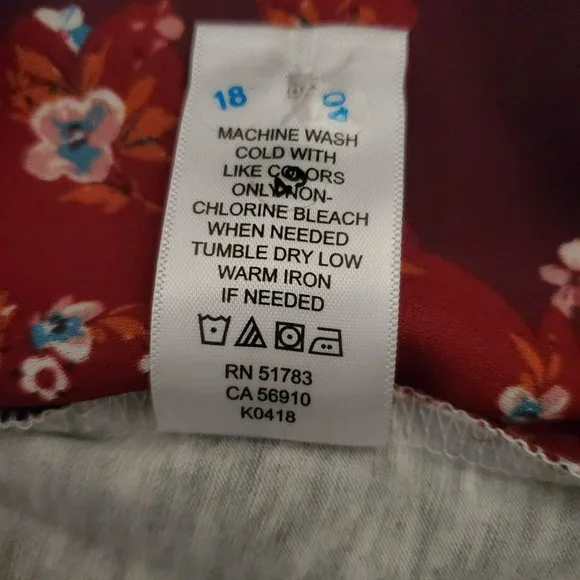 18
MACHINE WASH
COLD WITH
LIKE COLORS
ONLY NON-
CHLORINE BLEACH
WHEN NEEDED
TUMBLE DRY LOW
WARM IRON
IF NEEDED
RN 51783
CA 56910
K0418